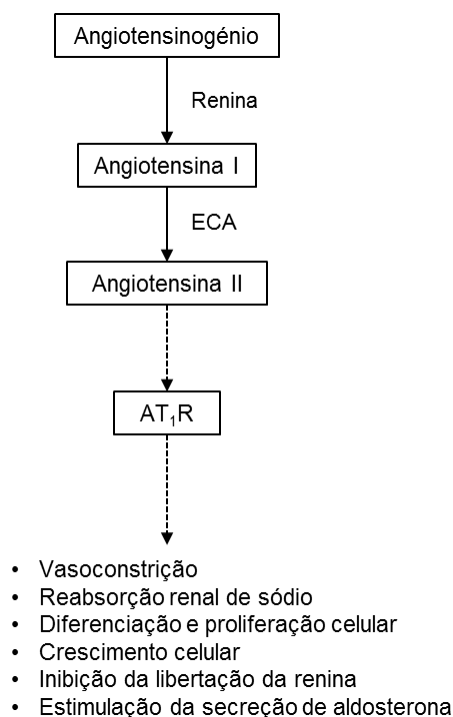 Angiotensinogénio
Renina
Angiotensina I
ECA
Angiotensina II
AT₁R
• Vasoconstrição
• Reabsorção renal de sódio
• Diferenciação e proliferação celular
• Crescimento celular
• Inibição da libertação da renina
• Estimulação da secreção de aldosterona